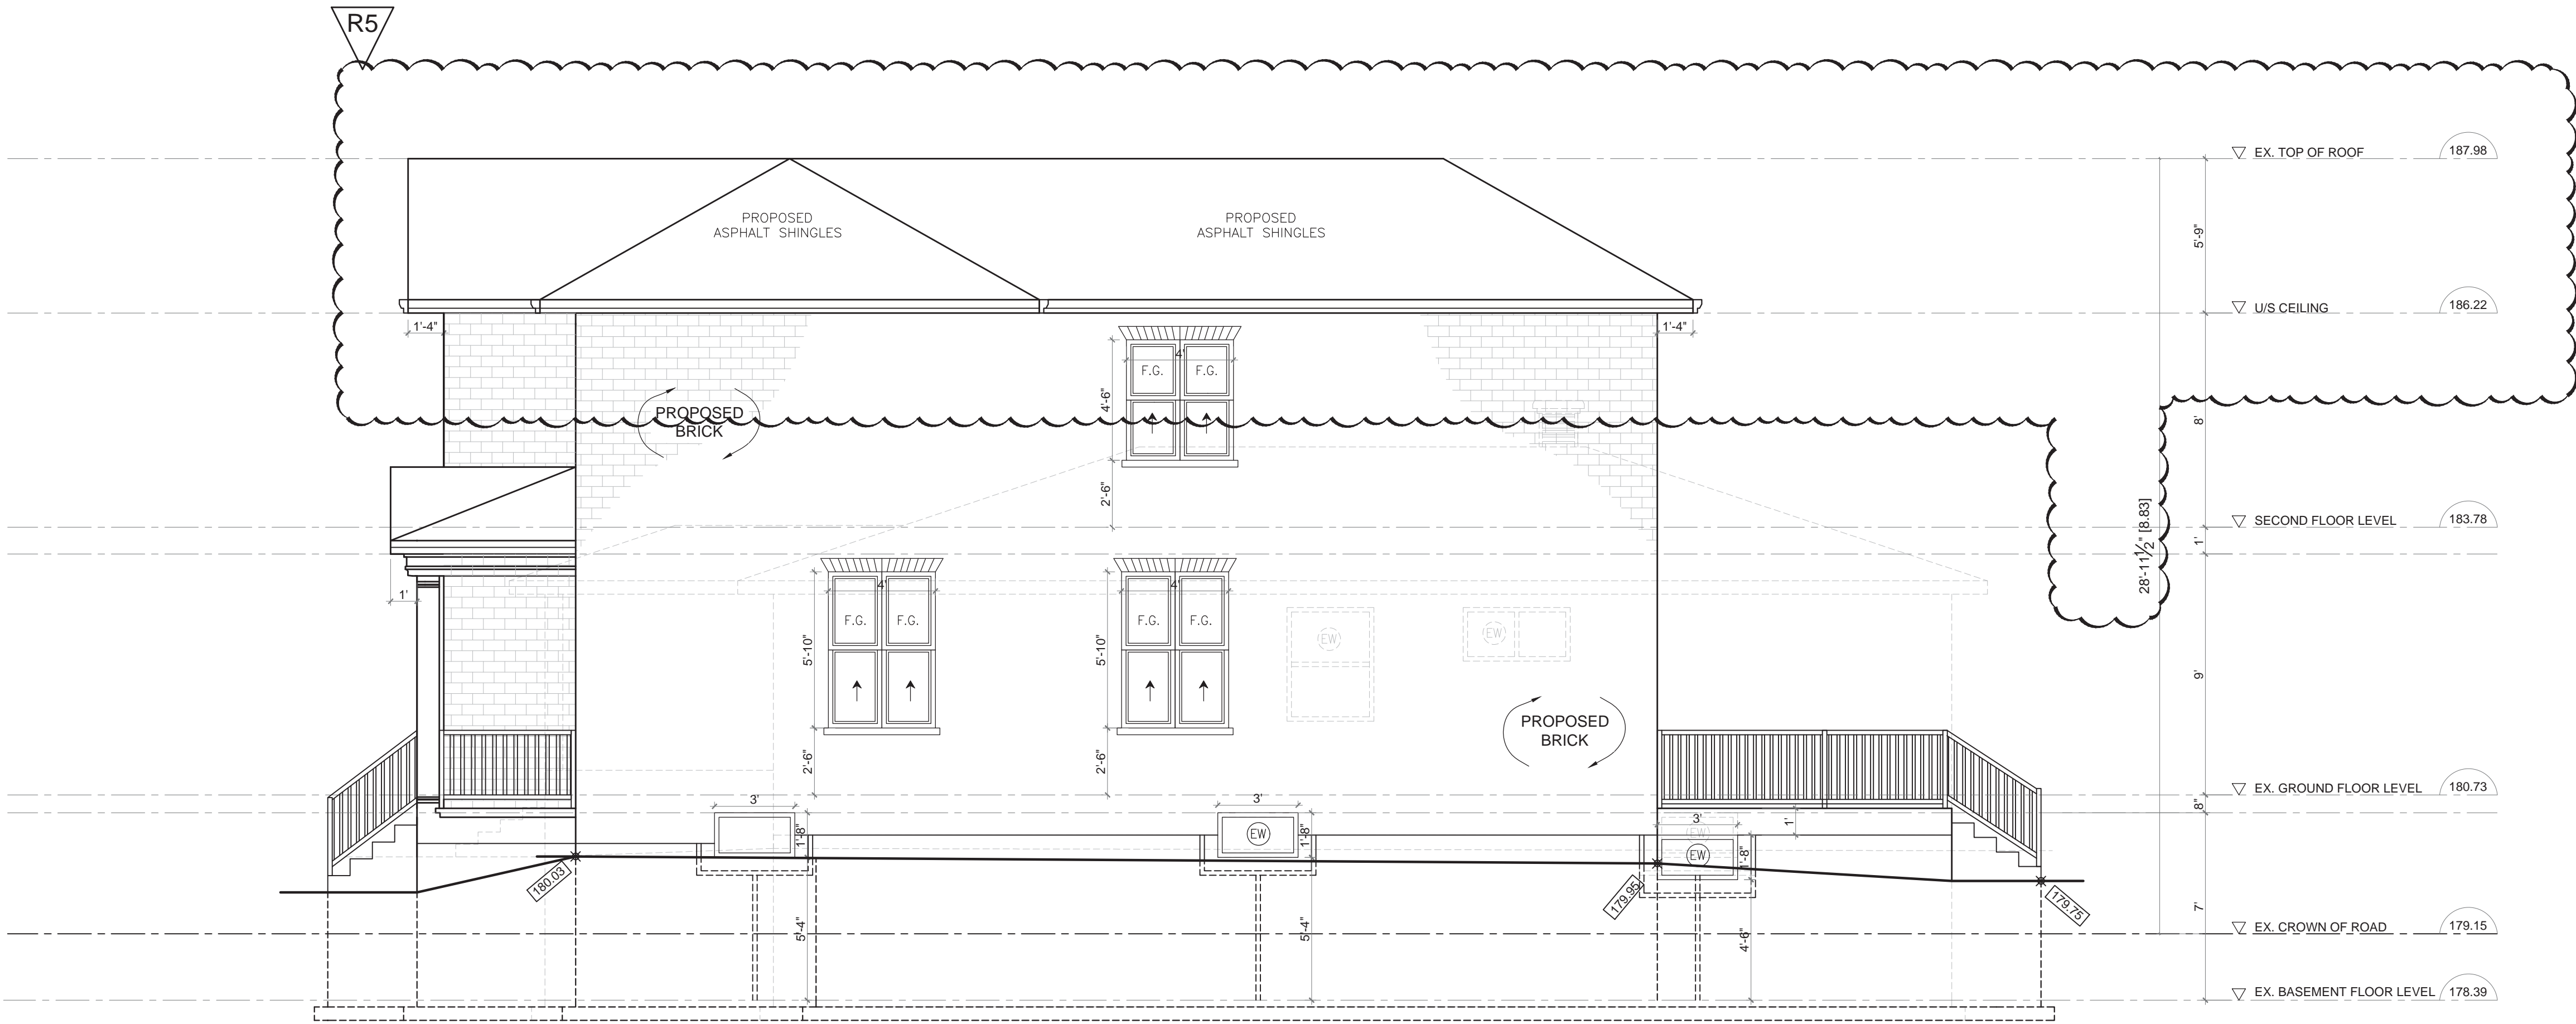 R5
EX. TOP OF ROOF 187.98
PROPOSED
ASPHALT SHINGLES
PROPOSED
ASPHALT SHINGLES
5'-9"
U/S CEILING 186.22
1'-4"
1'-4"
4'
F.G. F.G.
4'-6"
PROPOSED
BRICK
8'
2'-6"
SECOND FLOOR LEVEL 183.78
28'-11½" [8.83]
1'
1'
4'
4'
F.G. F.G.
F.G. F.G.
EW
EW
5'-10"
5'-10"
9'
PROPOSED
BRICK
2'-6"
2'-6"
EX. GROUND FLOOR LEVEL 180.73
3'
3'
8"
3'
1'
EW
1'-8"
EW
1'-8"
EW
1'-8"
180.03
179.95
179.75
7'
EX. CROWN OF ROAD 179.15
5'-4"
5'-4"
4'-6"
EX. BASEMENT FLOOR LEVEL 178.39